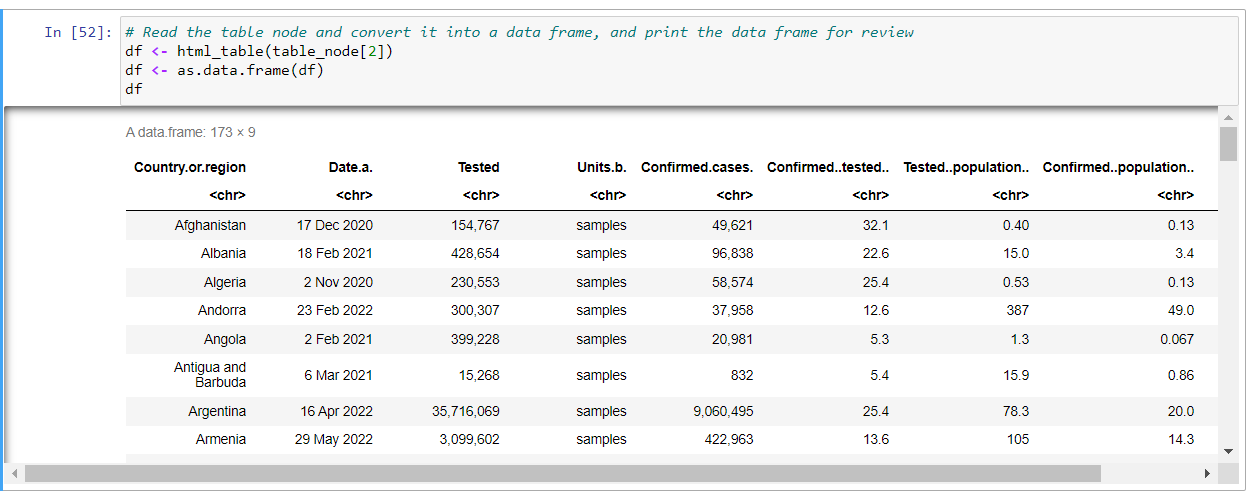 In [52]: # Read the table node and convert it into a data frame, and print the data frame for review
df <- html_table(table_node[2])
df <- as.data.frame(df)
df
A data.frame: 173 × 9
Country.or.region Date.a. Tested Units.b. Confirmed.cases. Confirmed..tested.. Tested..population.. Confirmed..population..
<chr> <chr> <chr> <chr> <chr> <chr> <chr> <chr>
Afghanistan 17 Dec 2020 154,767 samples 49,621 32.1 0.40 0.13
Albania 18 Feb 2021 428,654 samples 96,838 22.6 15.0 3.4
Algeria 2 Nov 2020 230,553 samples 58,574 25.4 0.53 0.13
Andorra 23 Feb 2022 300,307 samples 37,958 12.6 387 49.0
Angola 2 Feb 2021 399,228 samples 20,981 5.3 1.3 0.067
Antigua and
Barbuda 6 Mar 2021 15,268 samples 832 5.4 15.9 0.86
Argentina 16 Apr 2022 35,716,069 samples 9,060,495 25.4 78.3 20.0
Armenia 29 May 2022 3,099,602 samples 422,963 13.6 105 14.3